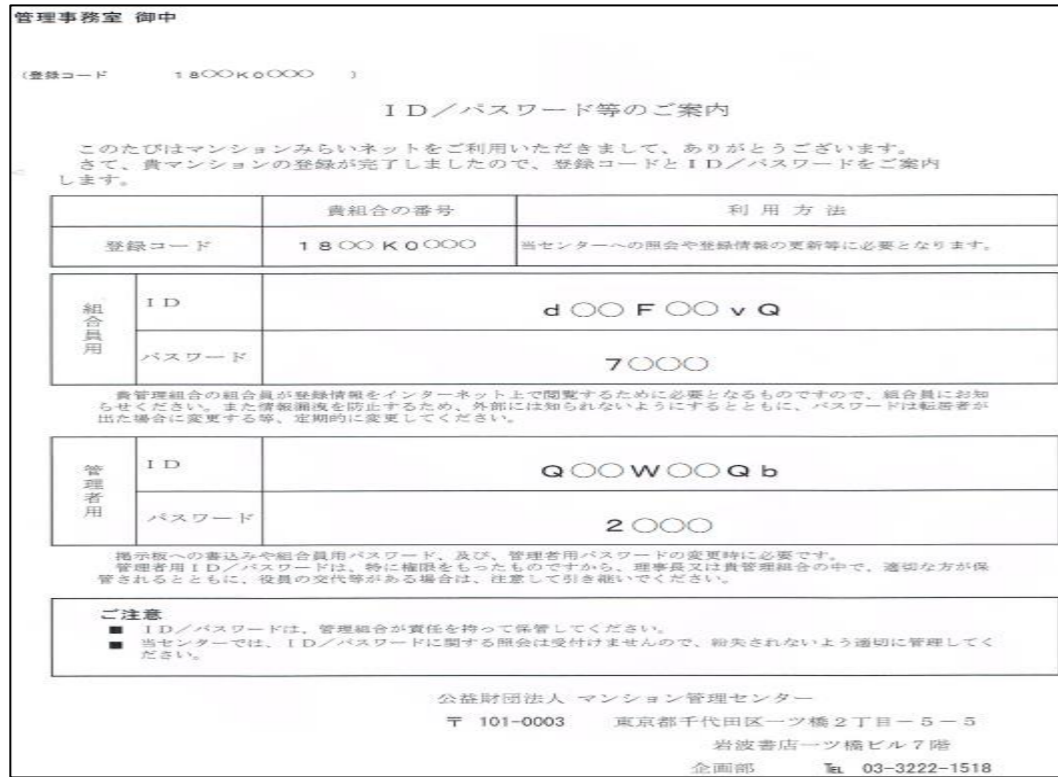 管理事務室 御中
(登録コード 18〇〇K0〇〇〇 )
ID/パスワード等のご案内
このたびはマンションみらいネットをご利用いただきまして、ありがとうございます。
さて、貴マンションの登録が完了しましたので、登録コードとID/パスワードをご案内
します。
貴組合の番号 利用方法
登録コード 18〇〇K0〇〇〇 当センターへの照会や登録情報の更新等に必要となります。
組合員用
ID d〇〇F〇〇vQ
パスワード 7〇〇〇
貴管理組合の組合員が登録情報をインターネット上で閲覧するために必要となるものですので、組合員にお知
らせください。また情報漏洩を防止するため、外部には知られないようにするとともに、パスワードは転居者が
出た場合に変更する等、定期的に変更してください。
管理者用
ID Q〇〇W〇〇Qb
パスワード 2〇〇〇
掲示板への書込みや組合員用パスワード、及び、管理者用パスワードの変更時に必要です。
管理者用ID/パスワードは、特に権限をもったものですから、理事長又は貴管理組合の中で、適切な方が保
管されるとともに、役員の交代等がある場合は、注意して引き継いでください。
ご注意
■ ID/パスワードは、管理組合が責任を持って保管してください。
■ 当センターでは、ID/パスワードに関する照会は受付けませんので、紛失されないよう適切に管理してく
ださい。
公益財団法人 マンション管理センター
〒 101-0003 東京都千代田区一ツ橋2丁目-5-5
岩波書店一ツ橋ビル7階
企画部 ℡ 03-3222-1518